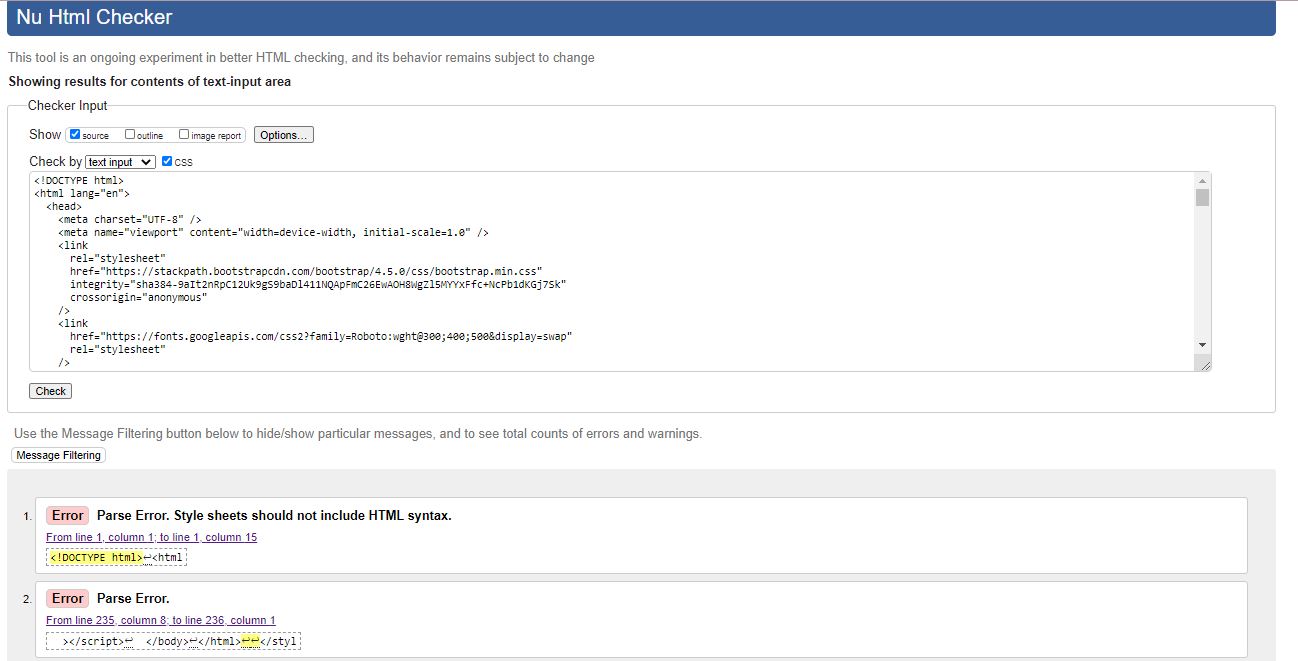 Nu Html Checker
This tool is an ongoing experiment in better HTML checking, and its behavior remains subject to change
Showing results for contents of text-input area
Checker Input
Show source outline image report Options...
Check by text input css
<!DOCTYPE html>
<html lang="en">
<head>
<meta charset="UTF-8" />
<meta name="viewport" content="width=device-width, initial-scale=1.0" />
<link
rel="stylesheet"
href="https://stackpath.bootstrapcdn.com/bootstrap/4.5.0/css/bootstrap.min.css"
integrity="sha384-9aIt2nRpC12Uk9gS9baDl411NQApFmC26EwAOH8WgZl5MYYxFfc+NcPb1dKGj7Sk"
crossorigin="anonymous"
/>
<link
href="https://fonts.googleapis.com/css2?family=Roboto:wght@300;400;500&display=swap"
rel="stylesheet"
/>
Check
Use the Message Filtering button below to hide/show particular messages, and to see total counts of errors and warnings.
Message Filtering
1. Error Parse Error. Style sheets should not include HTML syntax.
From line 1, column 1; to line 1, column 15
<!DOCTYPE html>↩<html
2. Error Parse Error.
From line 235, column 8; to line 236, column 1
></script>↩ </body>↩</html>↩↩</styl